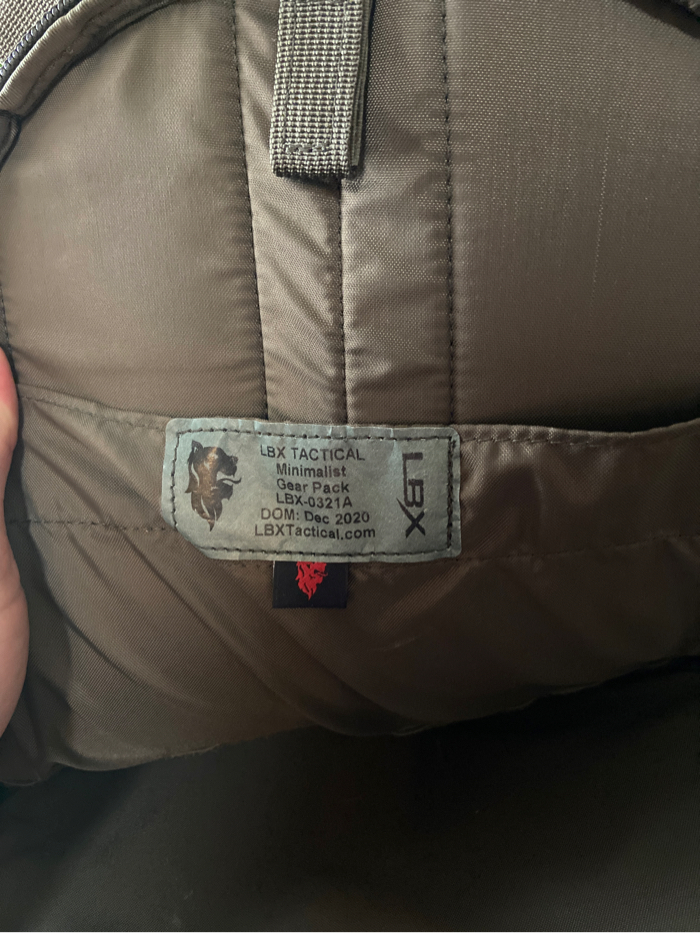 LBX TACTICAL
Minimalist
Gear Pack
LBX-0321A
DOM: Dec 2020
LBXTactical.com
LBX